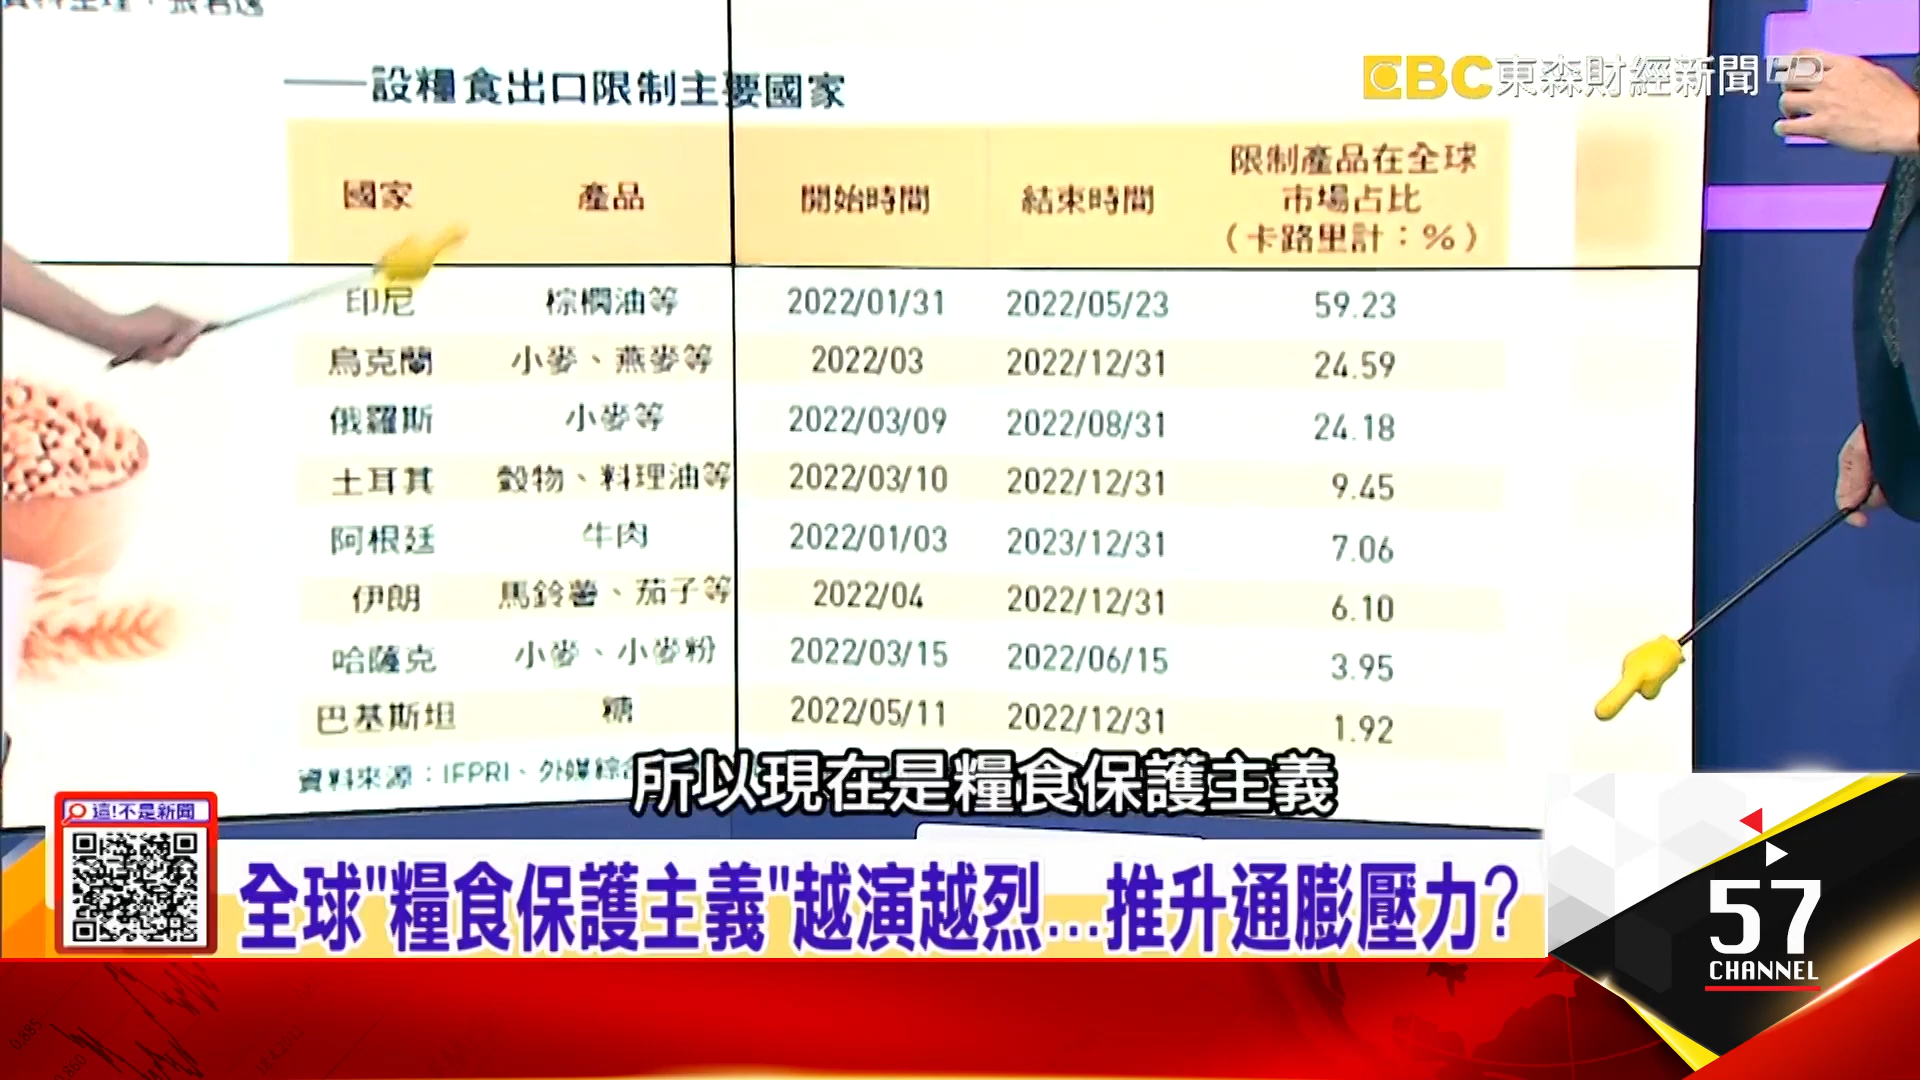 EBC東森財經新聞HD
設糧食出口限制主要國家
國家 產品 開始時間 結束時間 限制產品在全球
市場占比
（卡路里計：%）
印尼 棕櫚油等 2022/01/31 2022/05/23 59.23
烏克蘭 小麥、燕麥等 2022/03 2022/12/31 24.59
俄羅斯 小麥等 2022/03/09 2022/08/31 24.18
土耳其 穀物、料理油等 2022/03/10 2022/12/31 9.45
阿根廷 牛肉 2022/01/03 2023/12/31 7.06
伊朗 馬鈴薯、茄子等 2022/04 2022/12/31 6.10
哈薩克 小麥、小麥粉 2022/03/15 2022/06/15 3.95
巴基斯坦 糖 2022/05/11 2022/12/31 1.92
資料來源：IFPRI、外媒綜合
所以現在是糧食保護主義
這!不是新聞
全球"糧食保護主義"越演越烈...推升通膨壓力?
57
CHANNEL